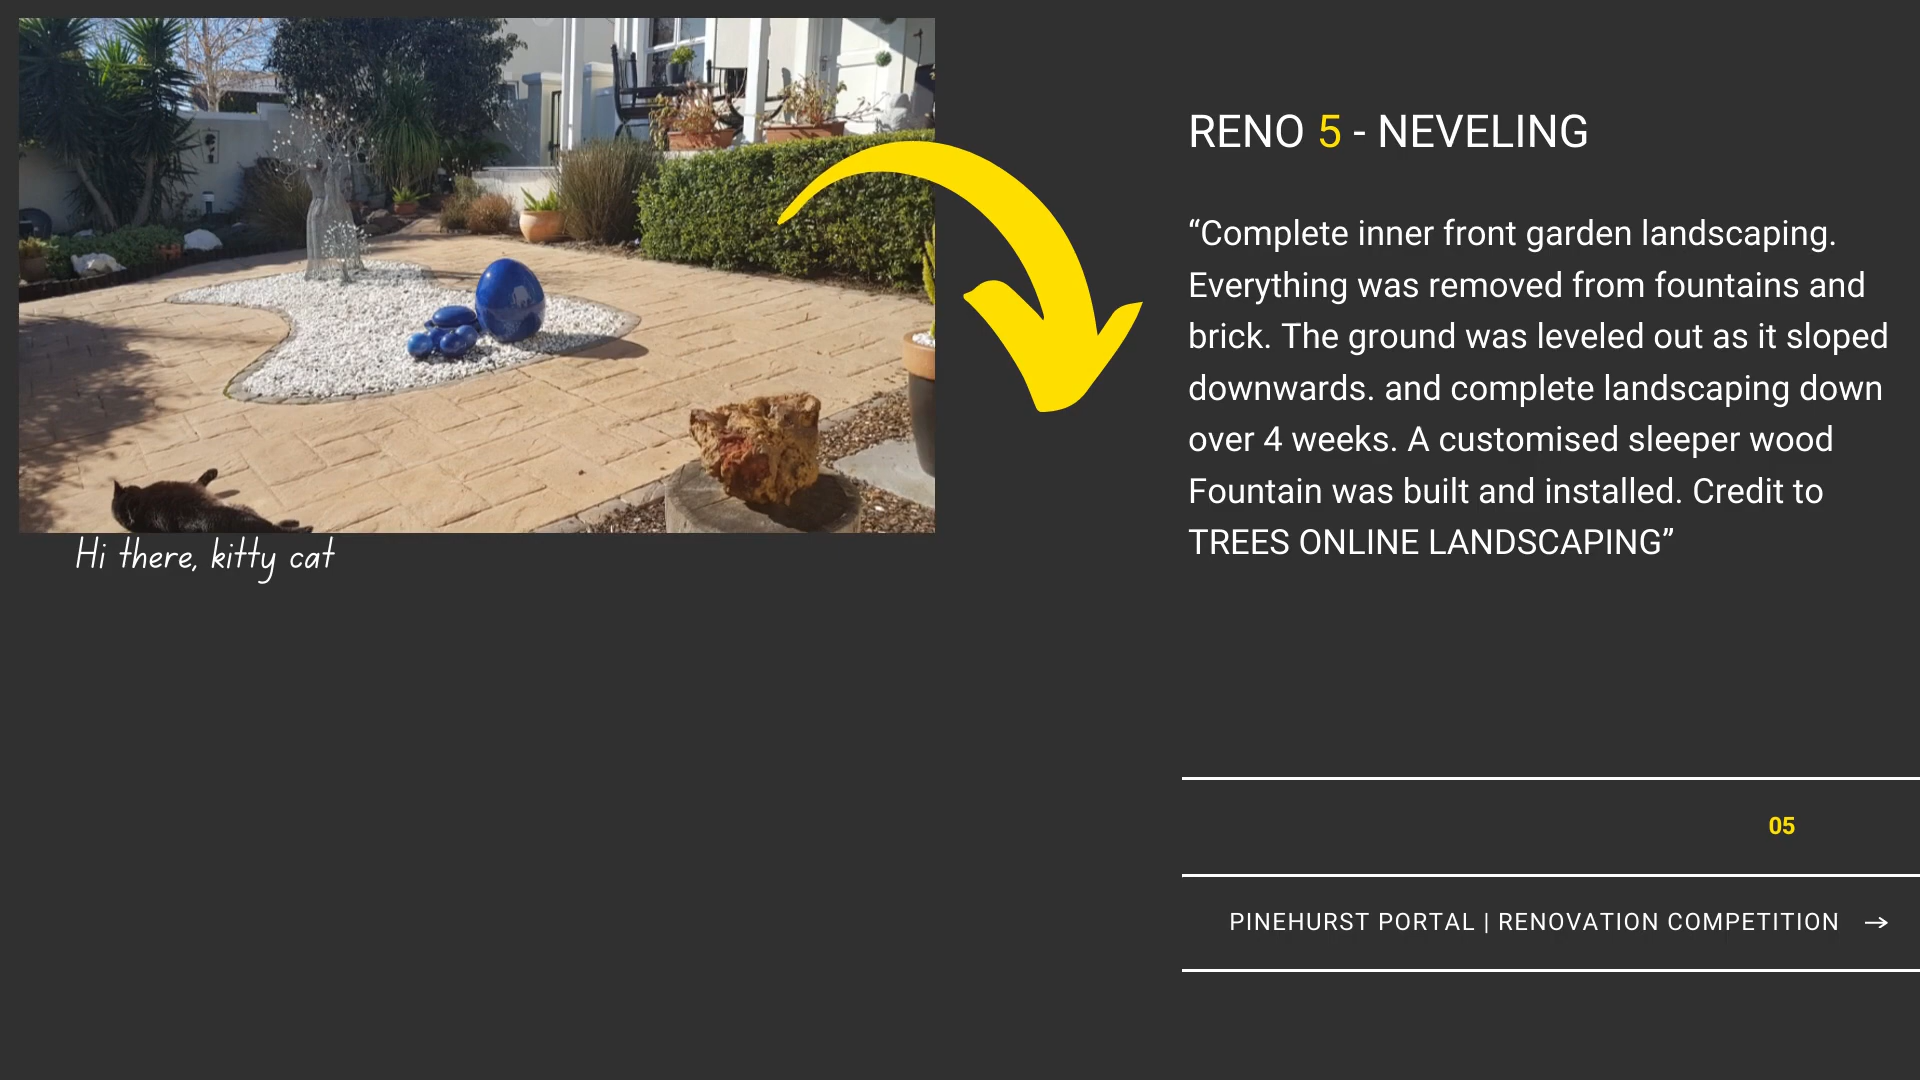 Hi there, kitty cat
RENO 5 - NEVELING
“Complete inner front garden landscaping.
Everything was removed from fountains and
brick. The ground was leveled out as it sloped
downwards. and complete landscaping down
over 4 weeks. A customised sleeper wood
Fountain was built and installed. Credit to
TREES ONLINE LANDSCAPING”
05
PINEHURST PORTAL | RENOVATION COMPETITION →